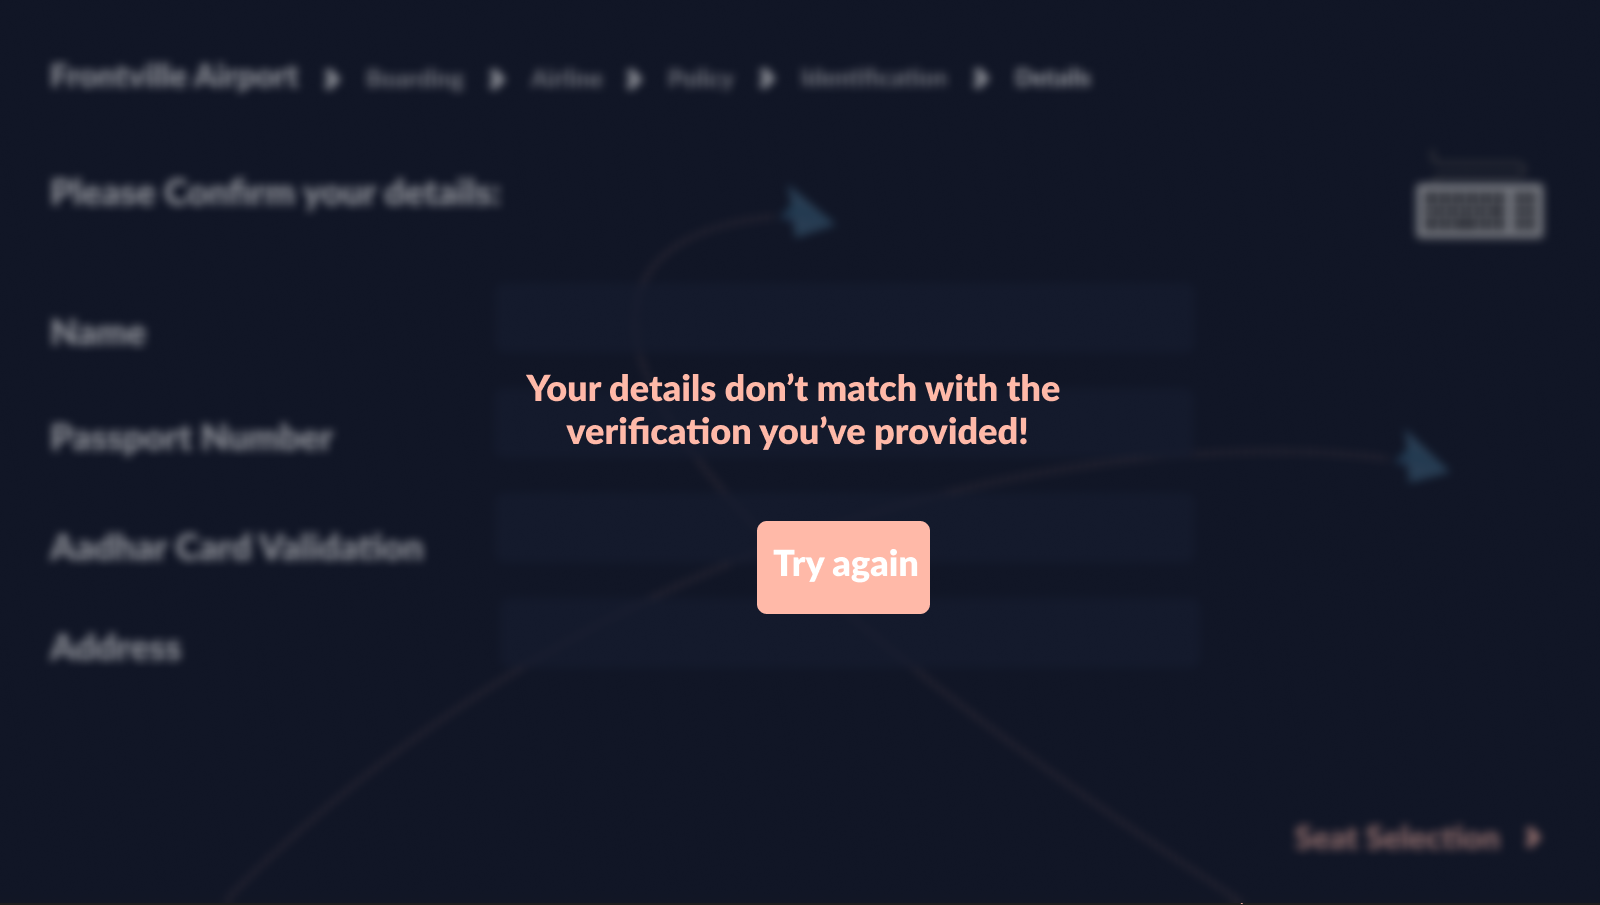 Frontville Airport > Boarding > Airline > Policy > Identification > Details
Please Confirm your details:
Name
Your details don’t match with the
verification you’ve provided!
Passport Number
Aadhar Card Validation
Try again
Address
Seat Selection >